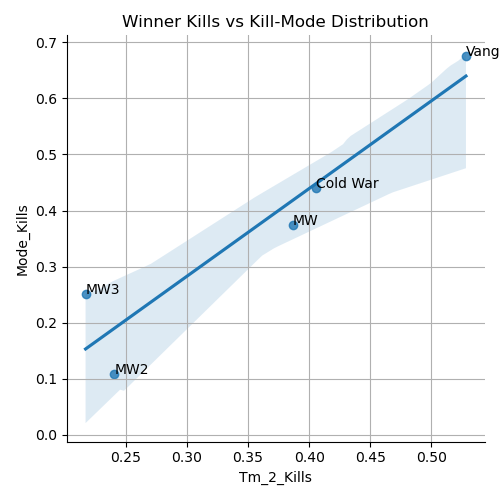 Winner Kills vs Kill-Mode Distribution
0.7
0.6
0.5
0.4
0.3
0.2
0.1
0.0
Mode_Kills
Vang
Cold War
MW
MW3
MW2
0.25 0.30 0.35 0.40 0.45 0.50
Tm_2_Kills